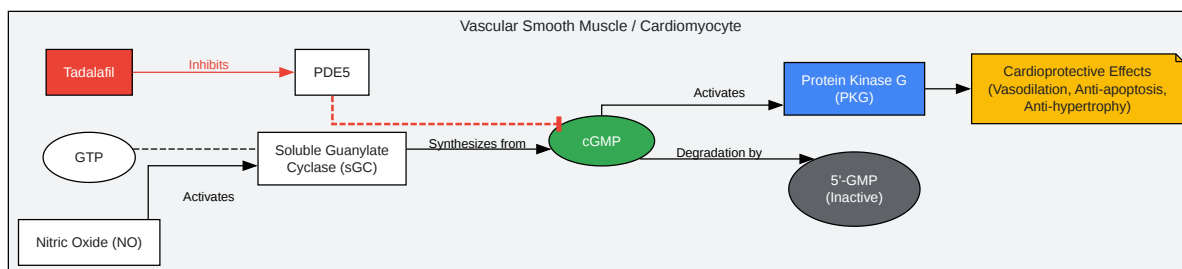 Vascular Smooth Muscle / Cardiomyocyte
Tadalafil
Inhibits
PDE5
Activates
Protein Kinase G
(PKG)
Cardioprotective Effects
(Vasodilation, Anti-apoptosis,
Anti-hypertrophy)
GTP
Soluble Guanylate
Cyclase (sGC)
Synthesizes from
cGMP
Degradation by
5'-GMP
(Inactive)
Activates
Nitric Oxide (NO)